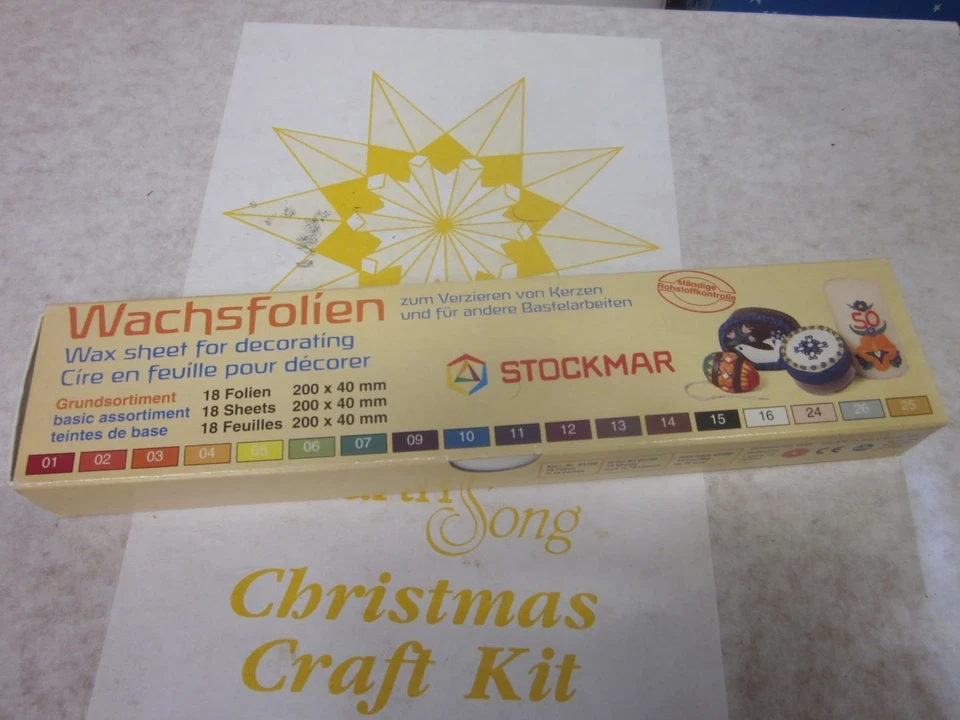 Wachsfolien
zum Verzieren von Kerzen
und für andere Bastelarbeiten
ständige
Rohstoffkontrolle
Wax sheet for decorating
Cire en feuille pour décorer
STOCKMAR
50
Grundsortiment 18 Folien 200 x 40 mm
basic assortiment 18 Sheets 200 x 40 mm
teintes de base 18 Feuilles 200 x 40 mm
01 02 03 04 05 06 07 09 10 11 12 13 14 15 16 24 26 25
CE
Song
Christmas
Craft Kit